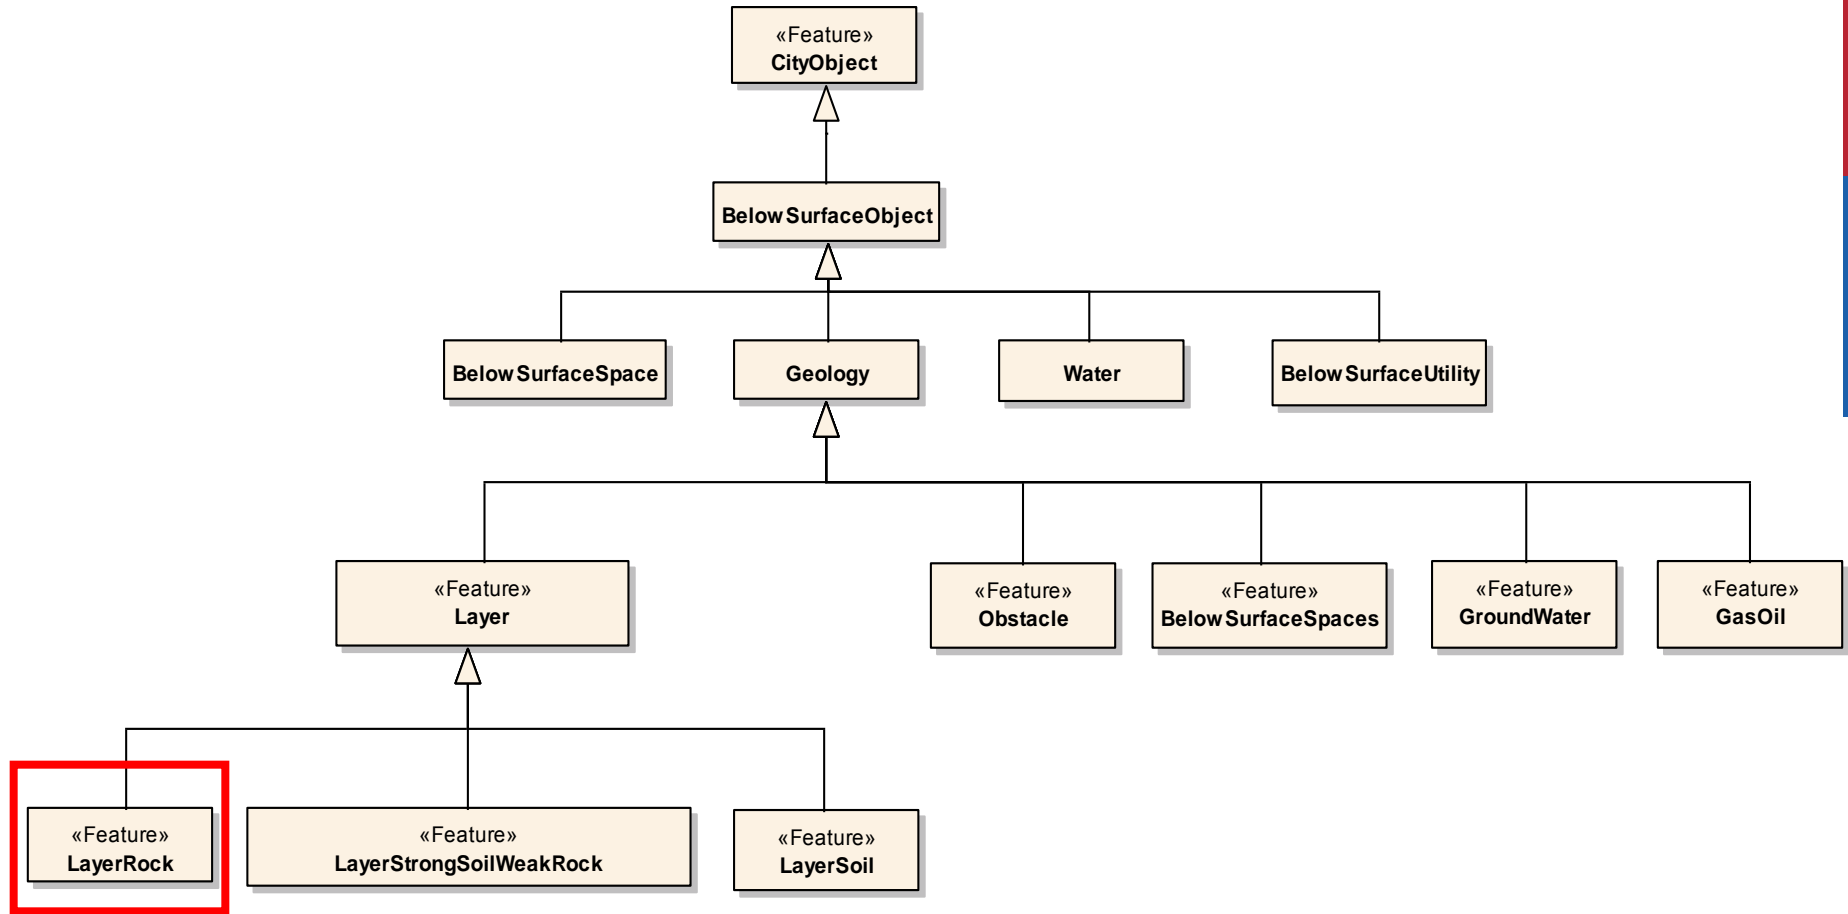 «Feature»
CityObject
BelowSurfaceObject
BelowSurfaceSpace
Geology
Water
BelowSurfaceUtility
«Feature»
Layer
«Feature»
Obstacle
«Feature»
BelowSurfaceSpaces
«Feature»
GroundWater
«Feature»
GasOil
«Feature»
LayerRock
«Feature»
LayerStrongSoilWeakRock
«Feature»
LayerSoil